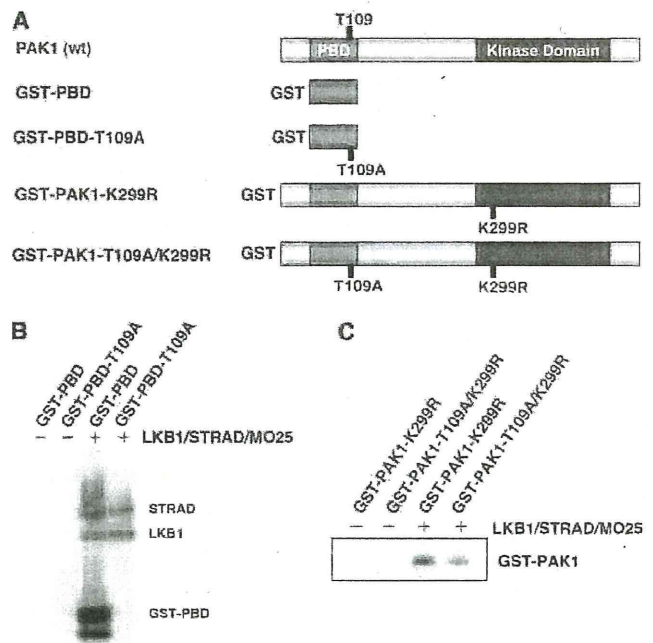 A
T109
PAK1 (wt)
PBD
Kinase Domain
GST-PBD
GST
GST-PBD-T109A
GST
T109A
GST-PAK1-K299R
GST
K299R
GST-PAK1-T109A/K299R
GST
T109A
K299R
B
GST-PBD
GST-PBD-T109A
GST-PBD
GST-PBD-T109A
- - + + LKB1/STRAD/MO25
STRAD
LKB1
GST-PBD
C
GST-PAK1-K299R
GST-PAK1-T109A/K299R
GST-PAK1-K299R
GST-PAK1-T109A/K299R
- - + + LKB1/STRAD/MO25
GST-PAK1